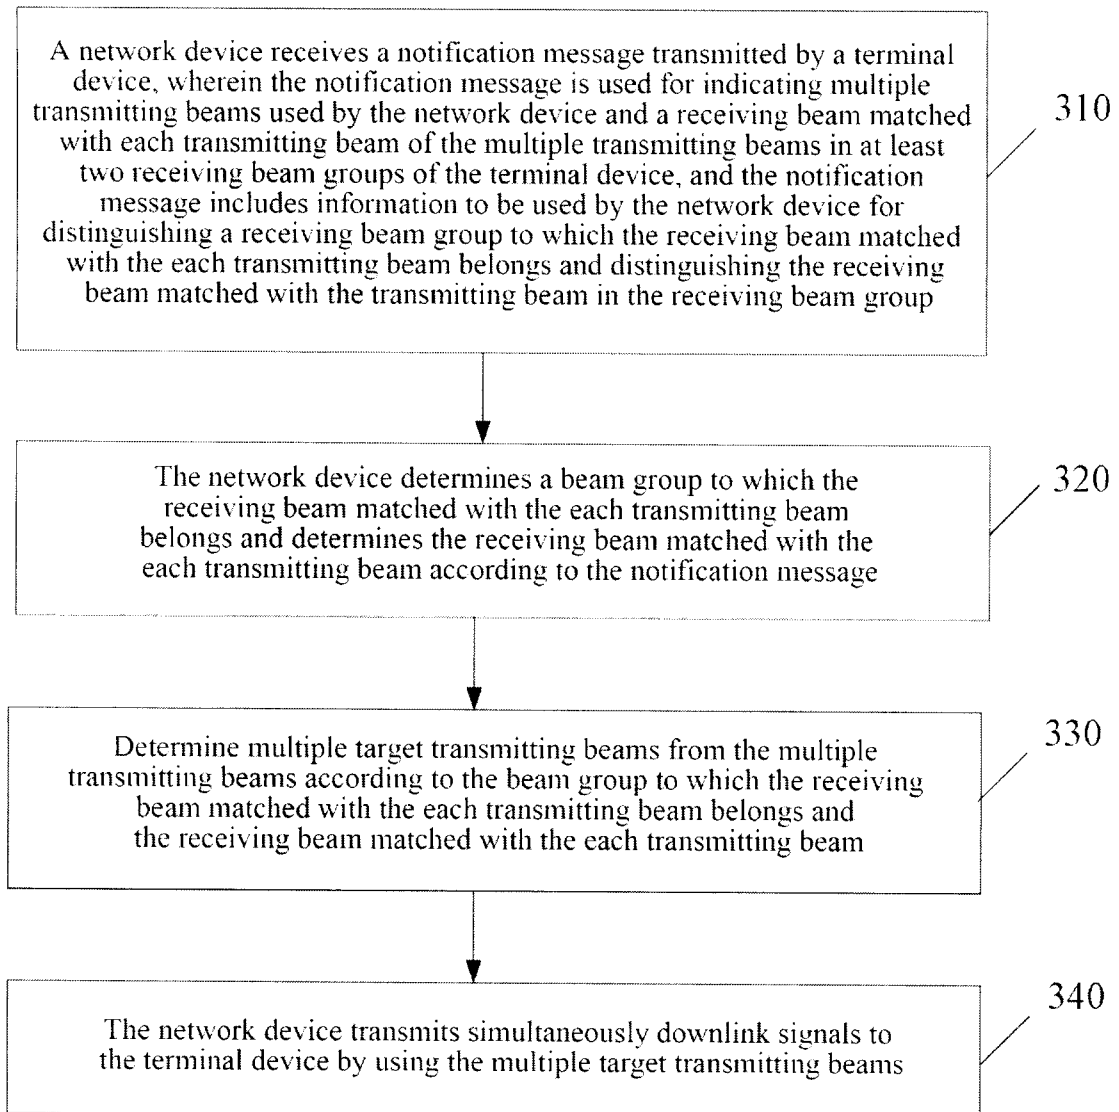 A network device receives a notification message transmitted by a terminal
device, wherein the notification message is used for indicating multiple
transmitting beams used by the network device and a receiving beam matched
with each transmitting beam of the multiple transmitting beams in at least
two receiving beam groups of the terminal device, and the notification
message includes information to be used by the network device for
distinguishing a receiving beam group to which the receiving beam matched
with the each transmitting beam belongs and distinguishing the receiving
beam matched with the transmitting beam in the receiving beam group
310
The network device determines a beam group to which the
receiving beam matched with the each transmitting beam
belongs and determines the receiving beam matched with the
each transmitting beam according to the notification message
320
Determine multiple target transmitting beams from the multiple
transmitting beams according to the beam group to which the receiving
beam matched with the each transmitting beam belongs and
the receiving beam matched with the each transmitting beam
330
The network device transmits simultaneously downlink signals to
the terminal device by using the multiple target transmitting beams
340